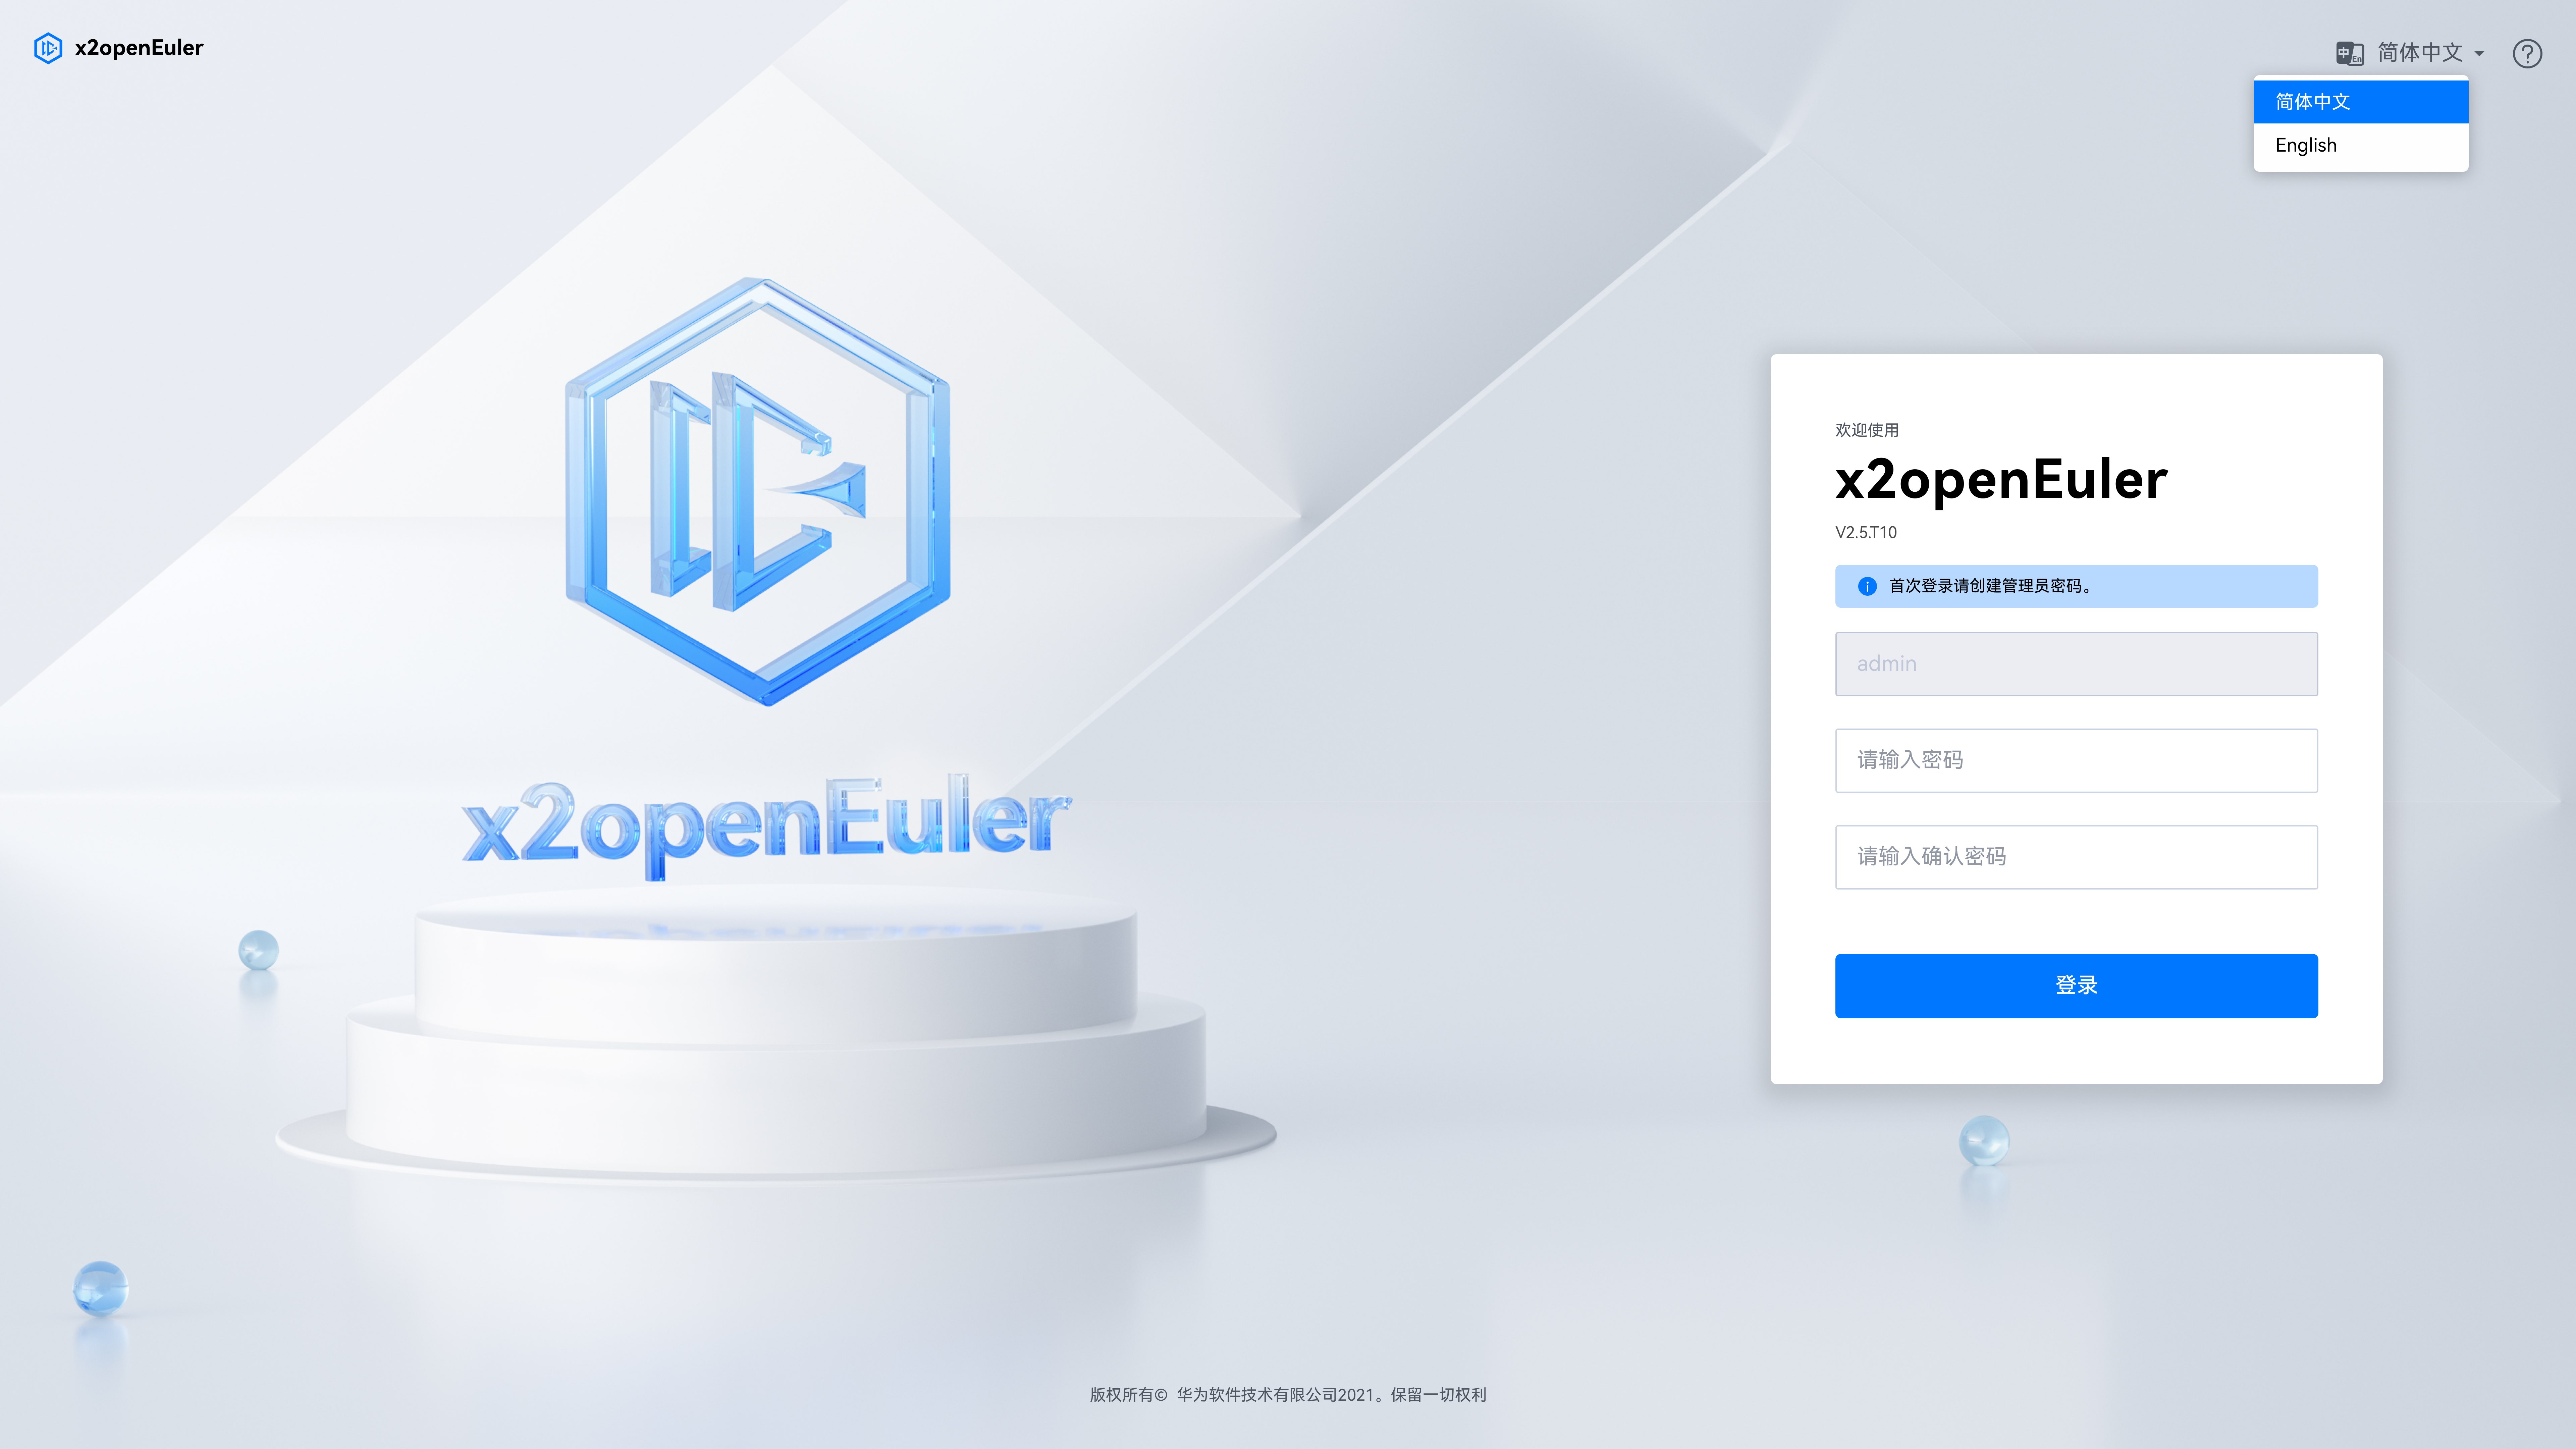 x2openEuler
简体中文
简体中文
English
x2openEuler
欢迎使用
x2openEuler
V2.5.T10
首次登录请创建管理员密码。
admin
请输入密码
请输入确认密码
登录
版权所有© 华为软件技术有限公司2021。保留一切权利